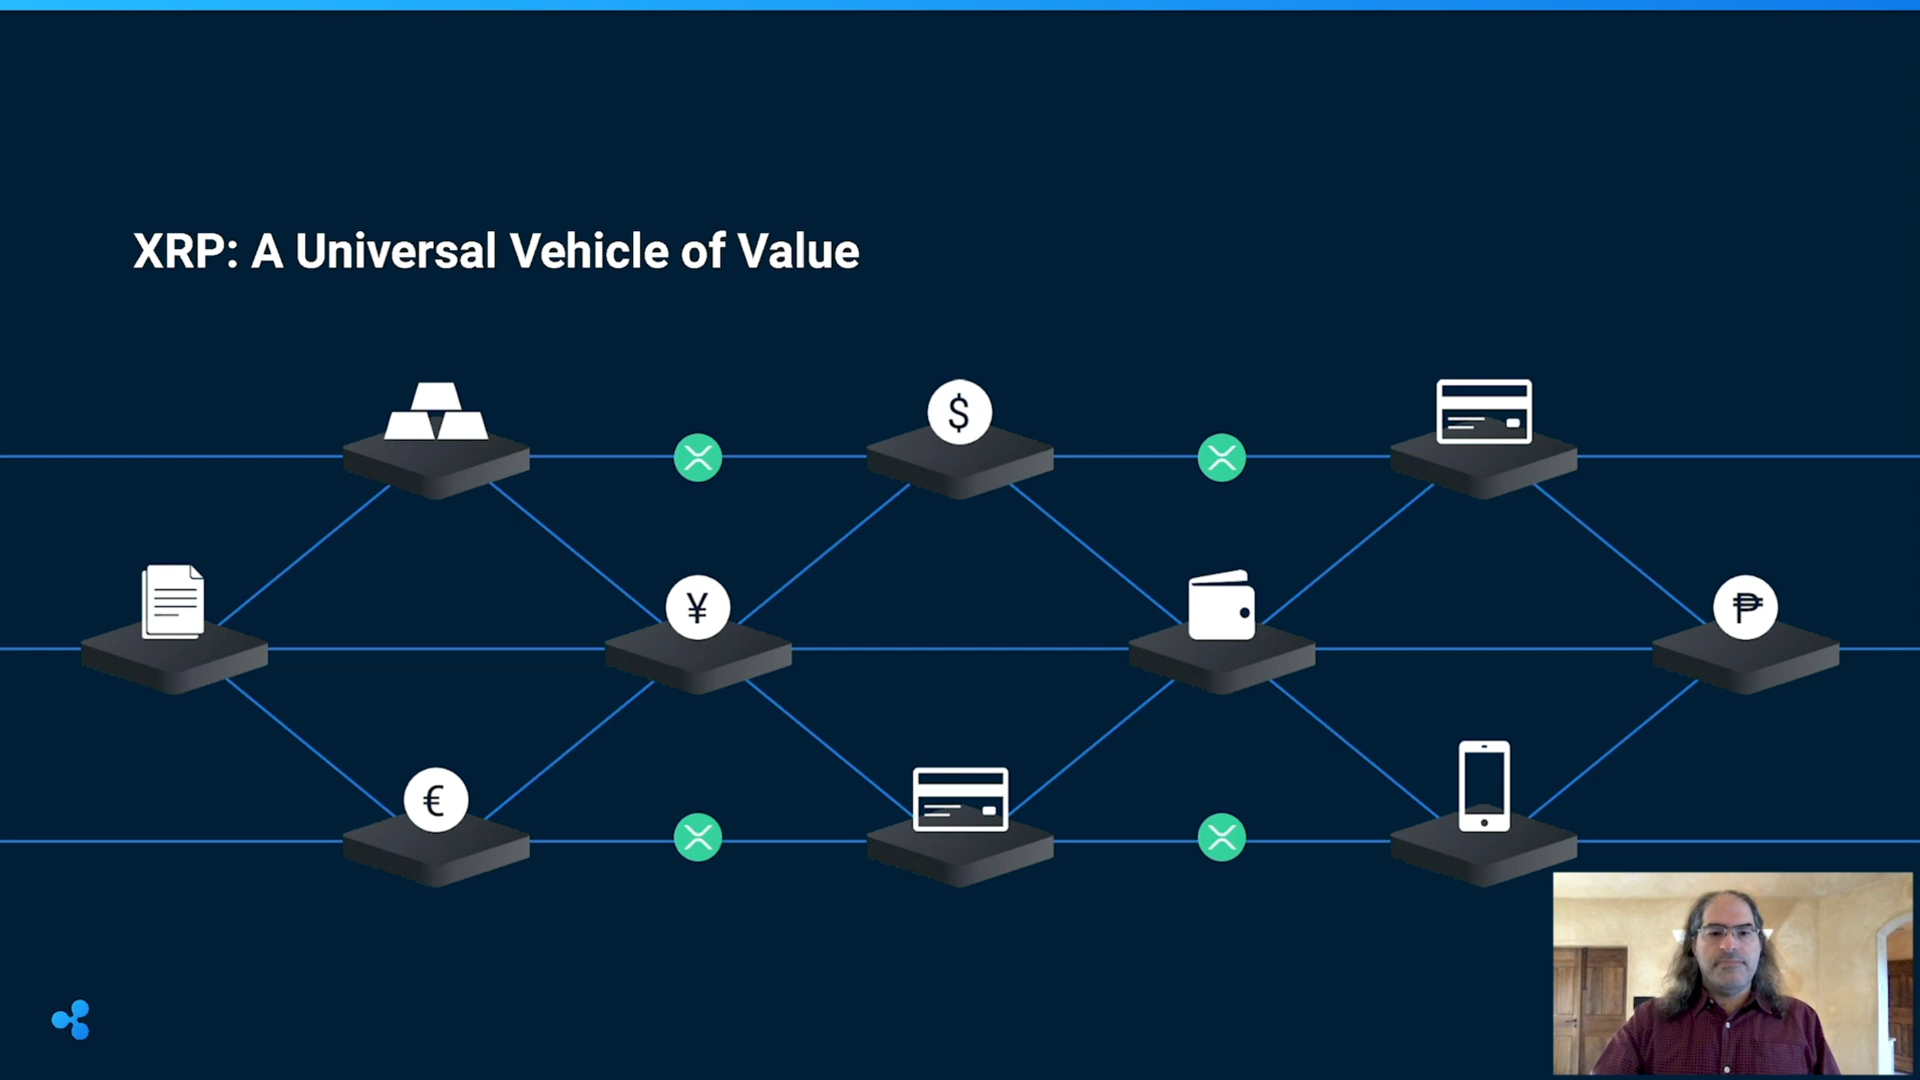 XRP: A Universal Vehicle of Value
$
¥
₱
€